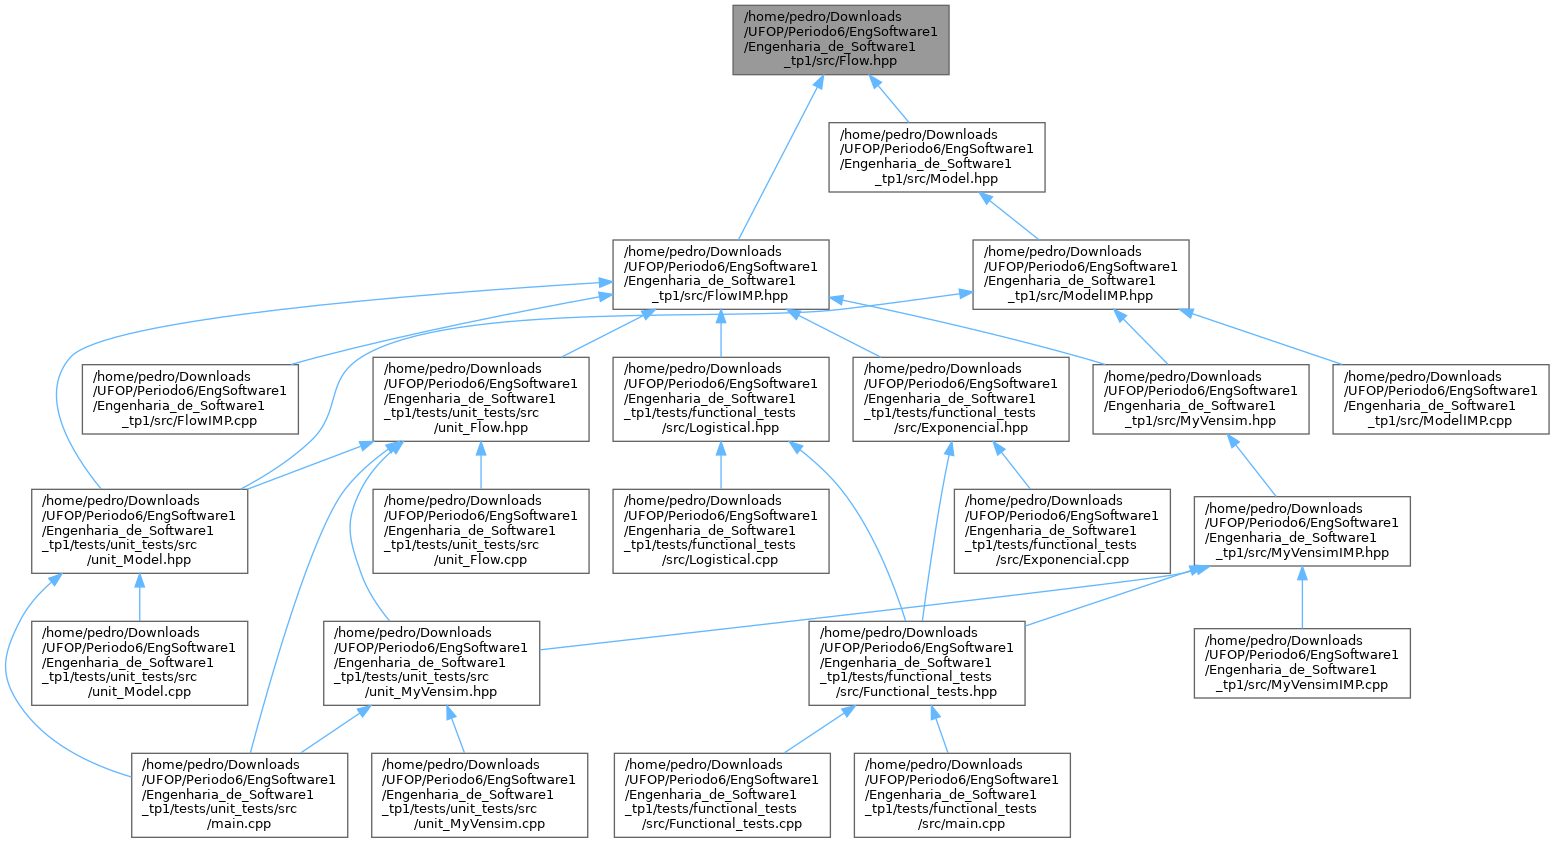 /home/pedro/Downloads
/UFOP/Periodo6/EngSoftware1
/Engenharia_de_Software1
_tp1/src/Flow.hpp
/home/pedro/Downloads
/UFOP/Periodo6/EngSoftware1
/Engenharia_de_Software1
_tp1/src/Model.hpp
/home/pedro/Downloads
/UFOP/Periodo6/EngSoftware1
/Engenharia_de_Software1
_tp1/src/FlowIMP.hpp
/home/pedro/Downloads
/UFOP/Periodo6/EngSoftware1
/Engenharia_de_Software1
_tp1/src/ModelIMP.hpp
/home/pedro/Downloads
/UFOP/Periodo6/EngSoftware1
/Engenharia_de_Software1
_tp1/src/FlowIMP.cpp
/home/pedro/Downloads
/UFOP/Periodo6/EngSoftware1
/Engenharia_de_Software1
_tp1/tests/unit_tests/src
/unit_Flow.hpp
/home/pedro/Downloads
/UFOP/Periodo6/EngSoftware1
/Engenharia_de_Software1
_tp1/tests/functional_tests
/src/Logistical.hpp
/home/pedro/Downloads
/UFOP/Periodo6/EngSoftware1
/Engenharia_de_Software1
_tp1/tests/functional_tests
/src/Exponencial.hpp
/home/pedro/Downloads
/UFOP/Periodo6/EngSoftware1
/Engenharia_de_Software1
_tp1/src/MyVensim.hpp
/home/pedro/Downloads
/UFOP/Periodo6/EngSoftware1
/Engenharia_de_Software1
_tp1/src/ModelIMP.cpp
/home/pedro/Downloads
/UFOP/Periodo6/EngSoftware1
/Engenharia_de_Software1
_tp1/tests/unit_tests/src
/unit_Model.hpp
/home/pedro/Downloads
/UFOP/Periodo6/EngSoftware1
/Engenharia_de_Software1
_tp1/tests/unit_tests/src
/unit_Flow.cpp
/home/pedro/Downloads
/UFOP/Periodo6/EngSoftware1
/Engenharia_de_Software1
_tp1/tests/functional_tests
/src/Logistical.cpp
/home/pedro/Downloads
/UFOP/Periodo6/EngSoftware1
/Engenharia_de_Software1
_tp1/tests/functional_tests
/src/Exponencial.cpp
/home/pedro/Downloads
/UFOP/Periodo6/EngSoftware1
/Engenharia_de_Software1
_tp1/src/MyVensimIMP.hpp
/home/pedro/Downloads
/UFOP/Periodo6/EngSoftware1
/Engenharia_de_Software1
_tp1/tests/unit_tests/src
/unit_Model.cpp
/home/pedro/Downloads
/UFOP/Periodo6/EngSoftware1
/Engenharia_de_Software1
_tp1/tests/unit_tests/src
/unit_MyVensim.hpp
/home/pedro/Downloads
/UFOP/Periodo6/EngSoftware1
/Engenharia_de_Software1
_tp1/tests/functional_tests
/src/Functional_tests.hpp
/home/pedro/Downloads
/UFOP/Periodo6/EngSoftware1
/Engenharia_de_Software1
_tp1/src/MyVensimIMP.cpp
/home/pedro/Downloads
/UFOP/Periodo6/EngSoftware1
/Engenharia_de_Software1
_tp1/tests/unit_tests/src
/main.cpp
/home/pedro/Downloads
/UFOP/Periodo6/EngSoftware1
/Engenharia_de_Software1
_tp1/tests/unit_tests/src
/unit_MyVensim.cpp
/home/pedro/Downloads
/UFOP/Periodo6/EngSoftware1
/Engenharia_de_Software1
_tp1/tests/functional_tests
/src/Functional_tests.cpp
/home/pedro/Downloads
/UFOP/Periodo6/EngSoftware1
/Engenharia_de_Software1
_tp1/tests/functional_tests
/src/main.cpp